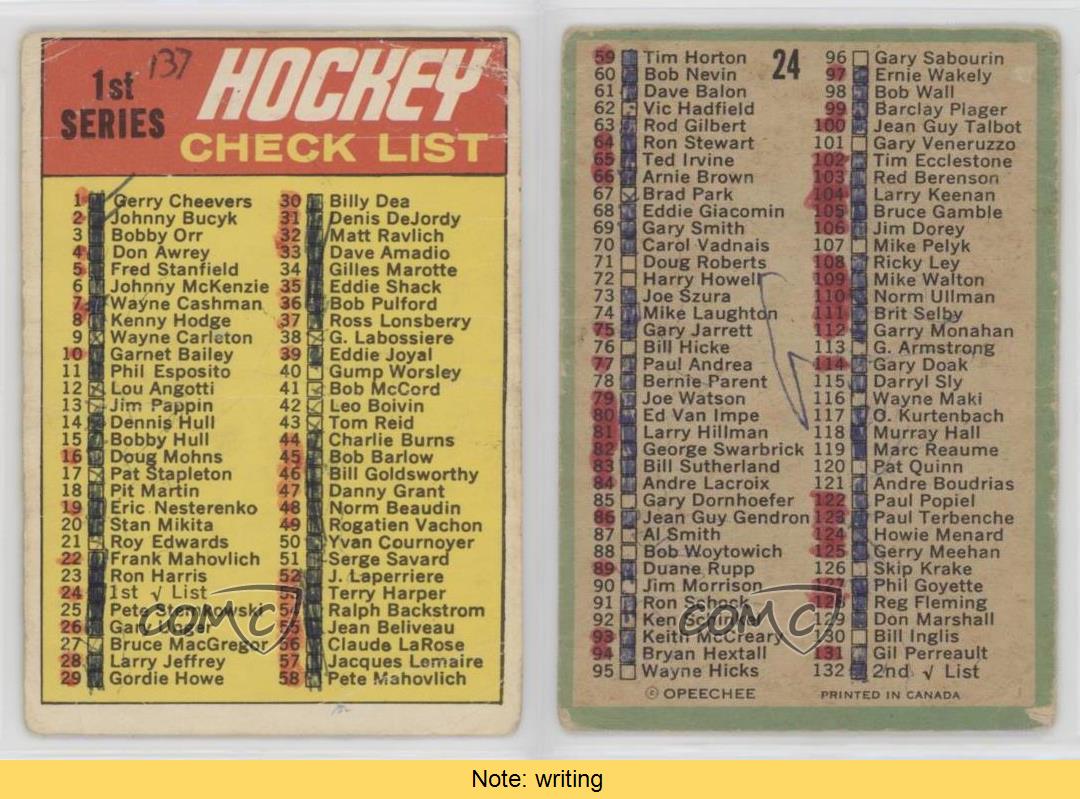 137
HOCKEY
1st
SERIES
CHECK LIST
1 Gerry Cheevers
2 Johnny Bucyk
3 Bobby Orr
4 Don Awrey
5 Fred Stanfield
6 Johnny McKenzie
7 Wayne Cashman
8 Kenny Hodge
9 Wayne Carleton
10 Garnet Bailey
11 Phil Esposito
12 Lou Angotti
13 Jim Pappin
14 Dennis Hull
15 Bobby Hull
16 Doug Mohns
17 Pat Stapleton
18 Pit Martin
19 Eric Nesterenko
20 Stan Mikita
21 Roy Edwards
22 Frank Mahovlich
23 Ron Harris
24 1st √ List
25 Pete Stemkowski
26 Gary Unger
27 Bruce MacGregor
28 Larry Jeffrey
29 Gordie Howe
30 Billy Dea
31 Denis DeJordy
32 Matt Ravlich
33 Dave Amadio
34 Gilles Marotte
35 Eddie Shack
36 Bob Pulford
37 Ross Lonsberry
38 G. Labossiere
39 Eddie Joyal
40 Gump Worsley
41 Bob McCord
42 Leo Boivin
43 Tom Reid
44 Charlie Burns
45 Bob Barlow
46 Bill Goldsworthy
47 Danny Grant
48 Norm Beaudin
49 Rogatien Vachon
50 Yvan Cournoyer
51 Serge Savard
52 J. Laperriere
53 Terry Harper
54 Ralph Backstrom
55 Jean Beliveau
56 Claude LaRose
57 Jacques Lemaire
58 Pete Mahovlich
COMC
24
59 Tim Horton
60 Bob Nevin
61 Dave Balon
62 Vic Hadfield
63 Rod Gilbert
64 Ron Stewart
65 Ted Irvine
66 Arnie Brown
67 Brad Park
68 Eddie Giacomin
69 Gary Smith
70 Carol Vadnais
71 Doug Roberts
72 Harry Howell
73 Joe Szura
74 Mike Laughton
75 Gary Jarrett
76 Bill Hicke
77 Paul Andrea
78 Bernie Parent
79 Joe Watson
80 Ed Van Impe
81 Larry Hillman
82 George Swarbrick
83 Bill Sutherland
84 Andre Lacroix
85 Gary Dornhoefer
86 Jean Guy Gendron
87 Al Smith
88 Bob Woytowich
89 Duane Rupp
90 Jim Morrison
91 Ron Schock
92 Ken Schinkel
93 Keith McCreary
94 Bryan Hextall
95 Wayne Hicks
96 Gary Sabourin
97 Ernie Wakely
98 Bob Wall
99 Barclay Plager
100 Jean Guy Talbot
101 Gary Veneruzzo
102 Tim Ecclestone
103 Red Berenson
104 Larry Keenan
105 Bruce Gamble
106 Jim Dorey
107 Mike Pelyk
108 Ricky Ley
109 Mike Walton
110 Norm Ullman
111 Brit Selby
112 Garry Monahan
113 G. Armstrong
114 Gary Doak
115 Darryl Sly
116 Wayne Maki
117 O. Kurtenbach
118 Murray Hall
119 Marc Reaume
120 Pat Quinn
121 Andre Boudrias
122 Paul Popiel
123 Paul Terbenche
124 Howie Menard
125 Gerry Meehan
126 Skip Krake
127 Phil Goyette
128 Reg Fleming
129 Don Marshall
130 Bill Inglis
131 Gil Perreault
132 2nd √ List
COMC
© OPEECHEE
PRINTED IN CANADA
Note: writing